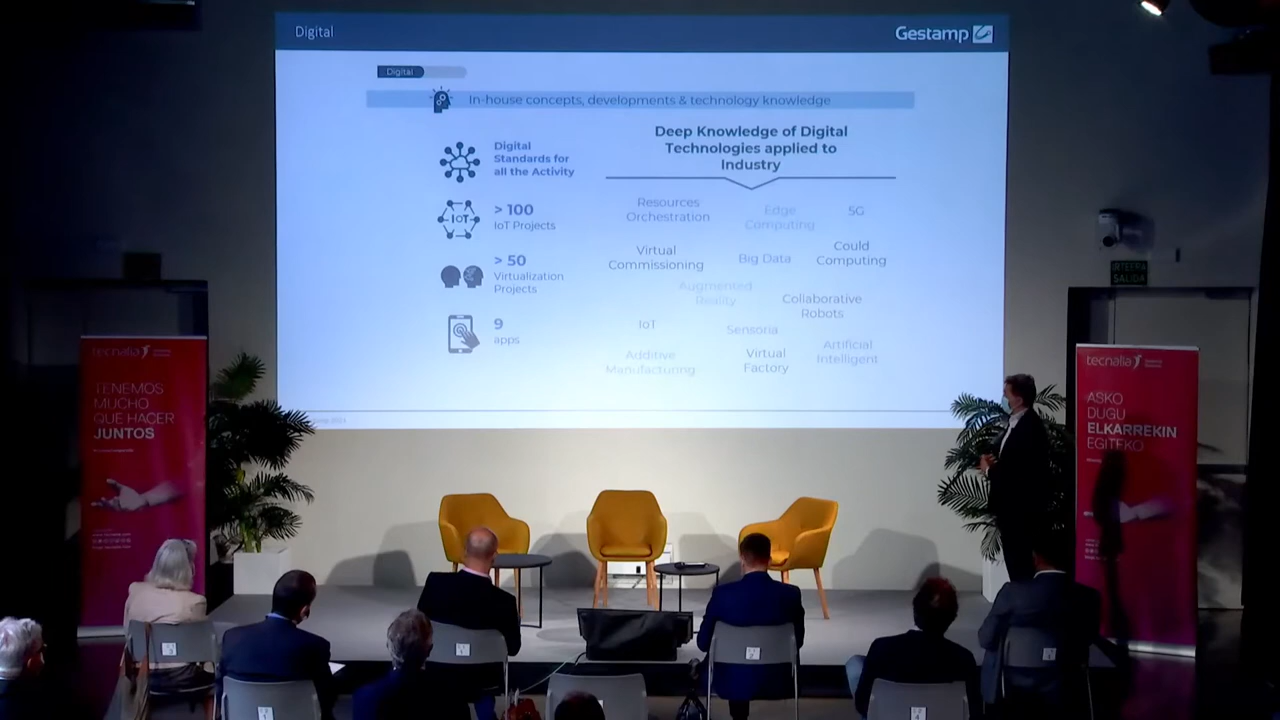 Digital
Gestamp
Digital
In-house concepts, developments & technology knowledge
Digital
Standards for
all the Activity
> 100
IoT Projects
> 50
Virtualization
Projects
9
apps
IoT
Deep Knowledge of Digital
Technologies applied to
Industry
Resources
Orchestration
Edge
Computing
5G
Virtual
Commissioning
Big Data
Could
Computing
Augmented
Reality
Collaborative
Robots
IoT
Sensoria
Artificial
Intelligent
Additive
Manufacturing
Virtual
Factory
IRTEERA
SALIDA
tecnalia
TENEMOS
MUCHO
QUE HACER
JUNTOS
tecnalia
ASKO
DUGU
ELKARREKIN
EGITEKO